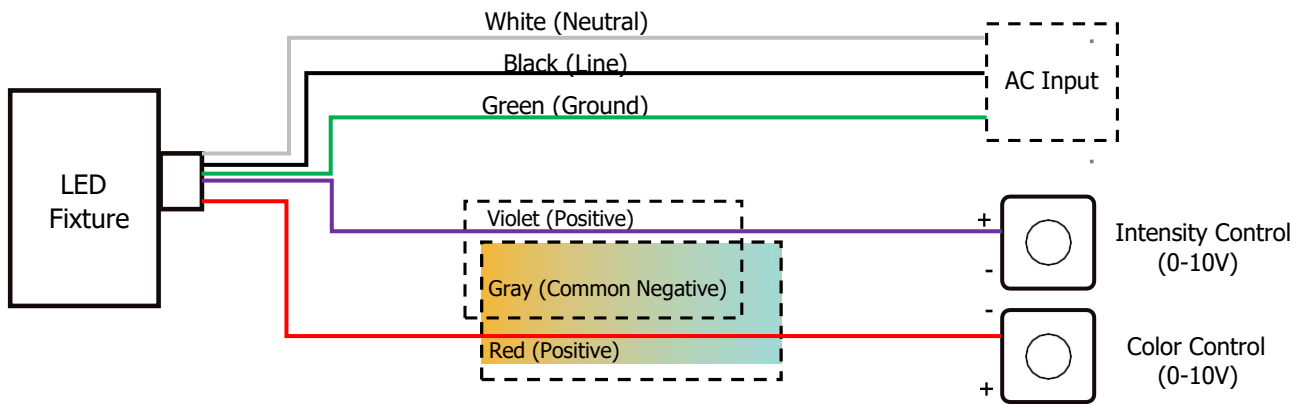 White (Neutral)
Black (Line)
AC Input
Green (Ground)
LED
Fixture
Violet (Positive)
+
Intensity Control
(0-10V)
-
Gray (Common Negative)
-
Red (Positive)
Color Control
(0-10V)
+